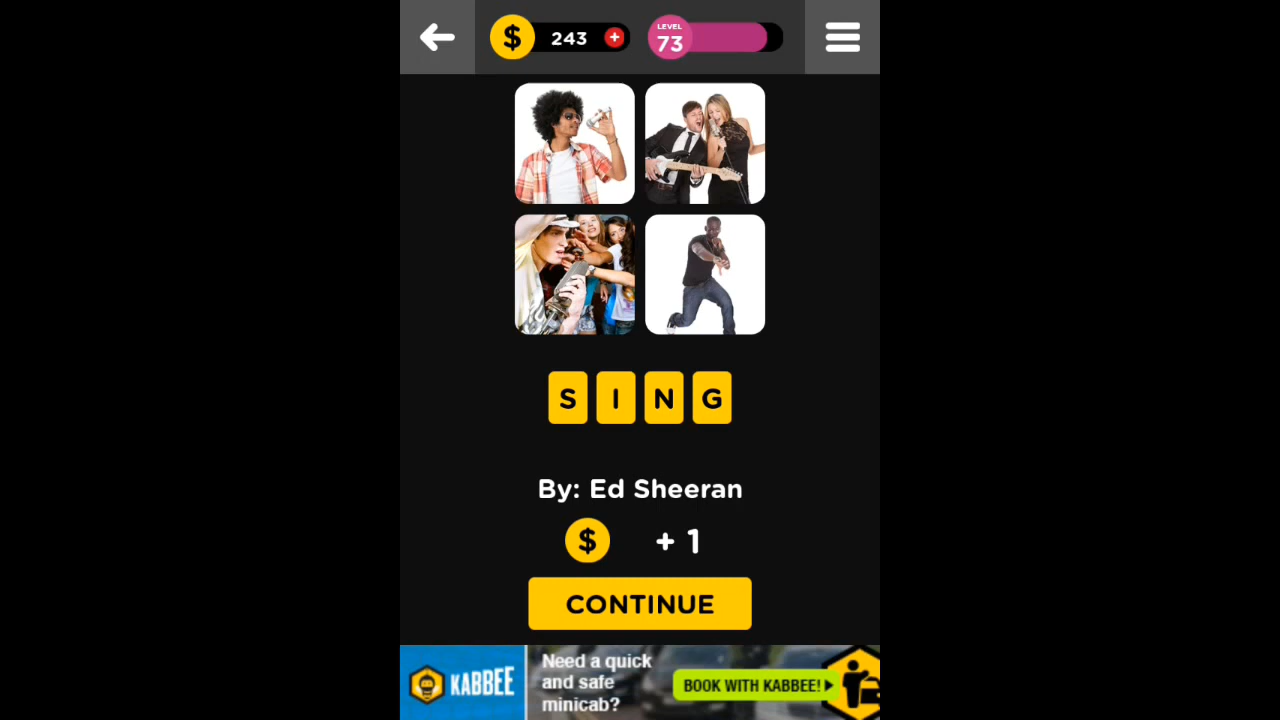 $ 243 +
LEVEL
73
S I N G
By: Ed Sheeran
$ + 1
CONTINUE
KABBEE
Need a quick
and safe
minicab?
BOOK WITH KABBEE!